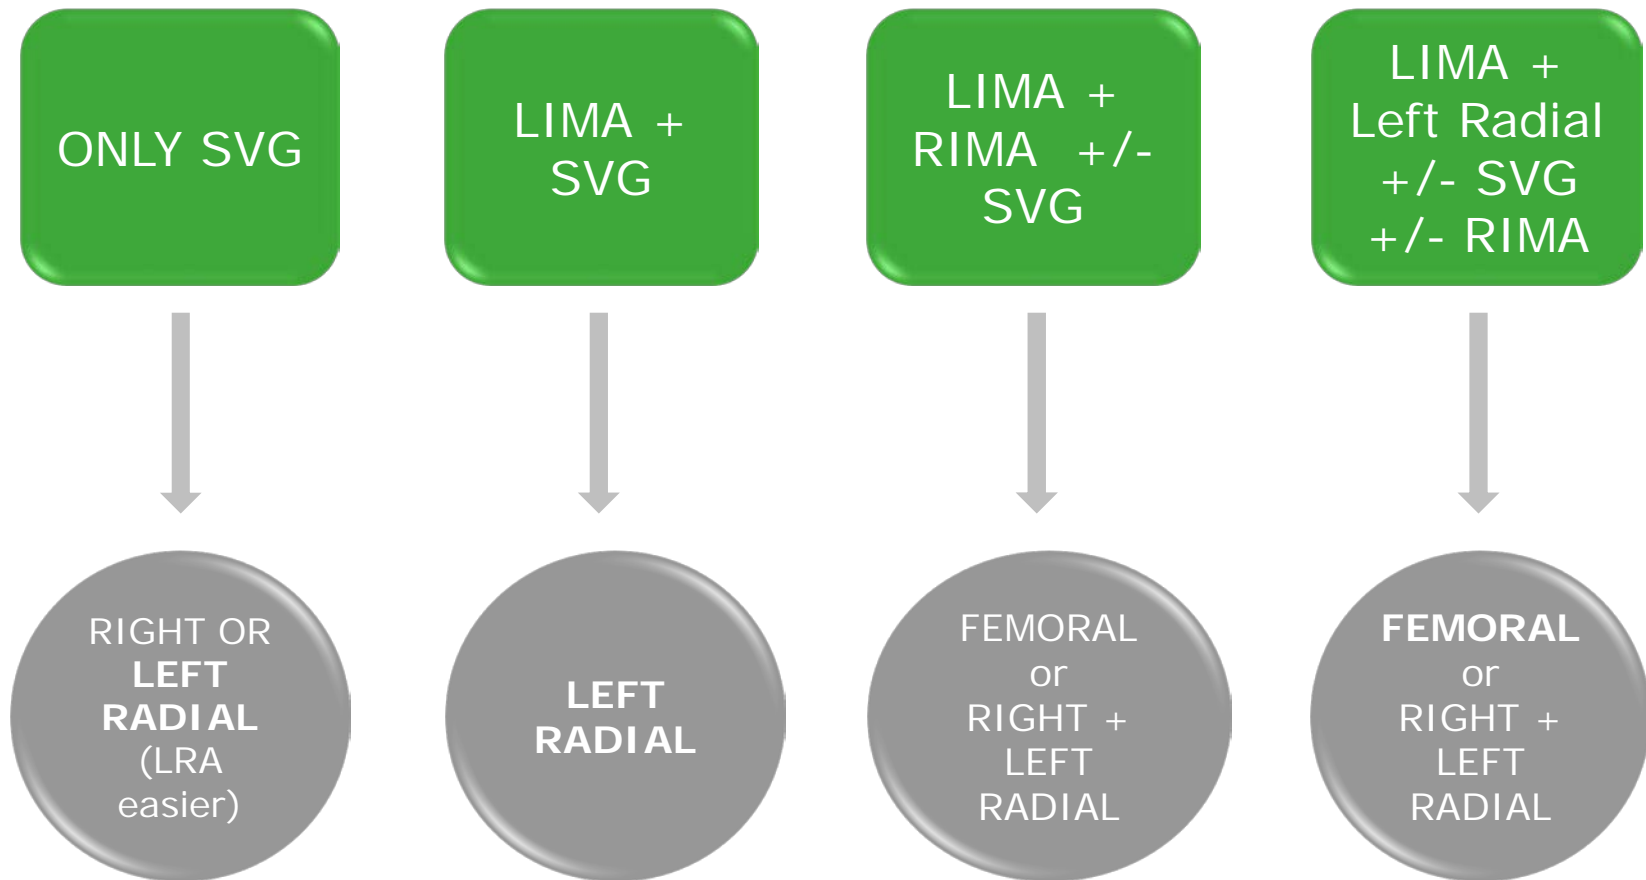 ONLY SVG
LIMA +
SVG
LIMA +
RIMA +/-
SVG
LIMA +
Left Radial
+/- SVG
+/- RIMA
RIGHT OR
LEFT
RADIAL
(LRA
easier)
LEFT
RADIAL
FEMORAL
or
RIGHT +
LEFT
RADIAL
FEMORAL
or
RIGHT +
LEFT
RADIAL